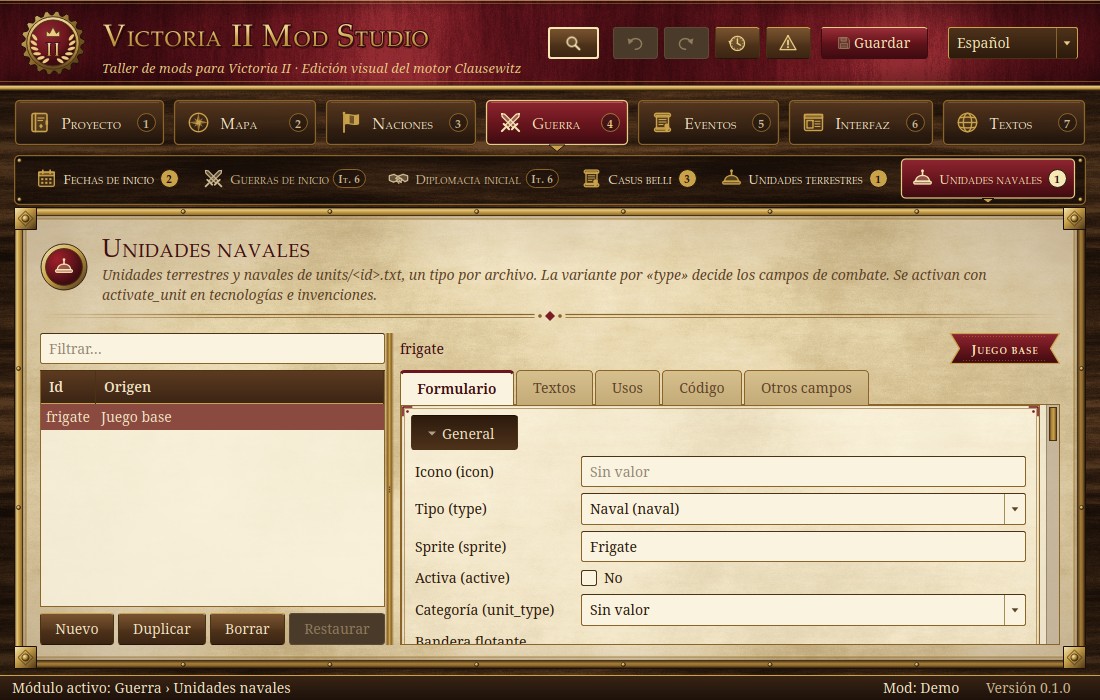 Victoria II Mod Studio
Taller de mods para Victoria II · Edición visual del motor Clausewitz
Guardar
Español
II
Proyecto 1
Mapa 2
Naciones 3
Guerra 4
Eventos 5
Interfaz 6
Textos 7
Fechas de inicio 2
Guerras de inicio It. 6
Diplomacia inicial It. 6
Casus belli 3
Unidades terrestres 1
Unidades navales 1
Unidades navales
Unidades terrestres y navales de units/<id>.txt, un tipo por archivo. La variante por «type» decide los campos de combate. Se activan con
activate_unit en tecnologías e invenciones.
Filtrar...
Id Origen
frigate Juego base
Nuevo
Duplicar
Borrar
Restaurar
frigate
Juego base
Formulario
Textos
Usos
Código
Otros campos
General
Icono (icon) Sin valor
Tipo (type) Naval (naval)
Sprite (sprite) Frigate
Activa (active) No
Categoría (unit_type) Sin valor
Bandera flotante
Módulo activo: Guerra › Unidades navales
Mod: Demo
Versión 0.1.0